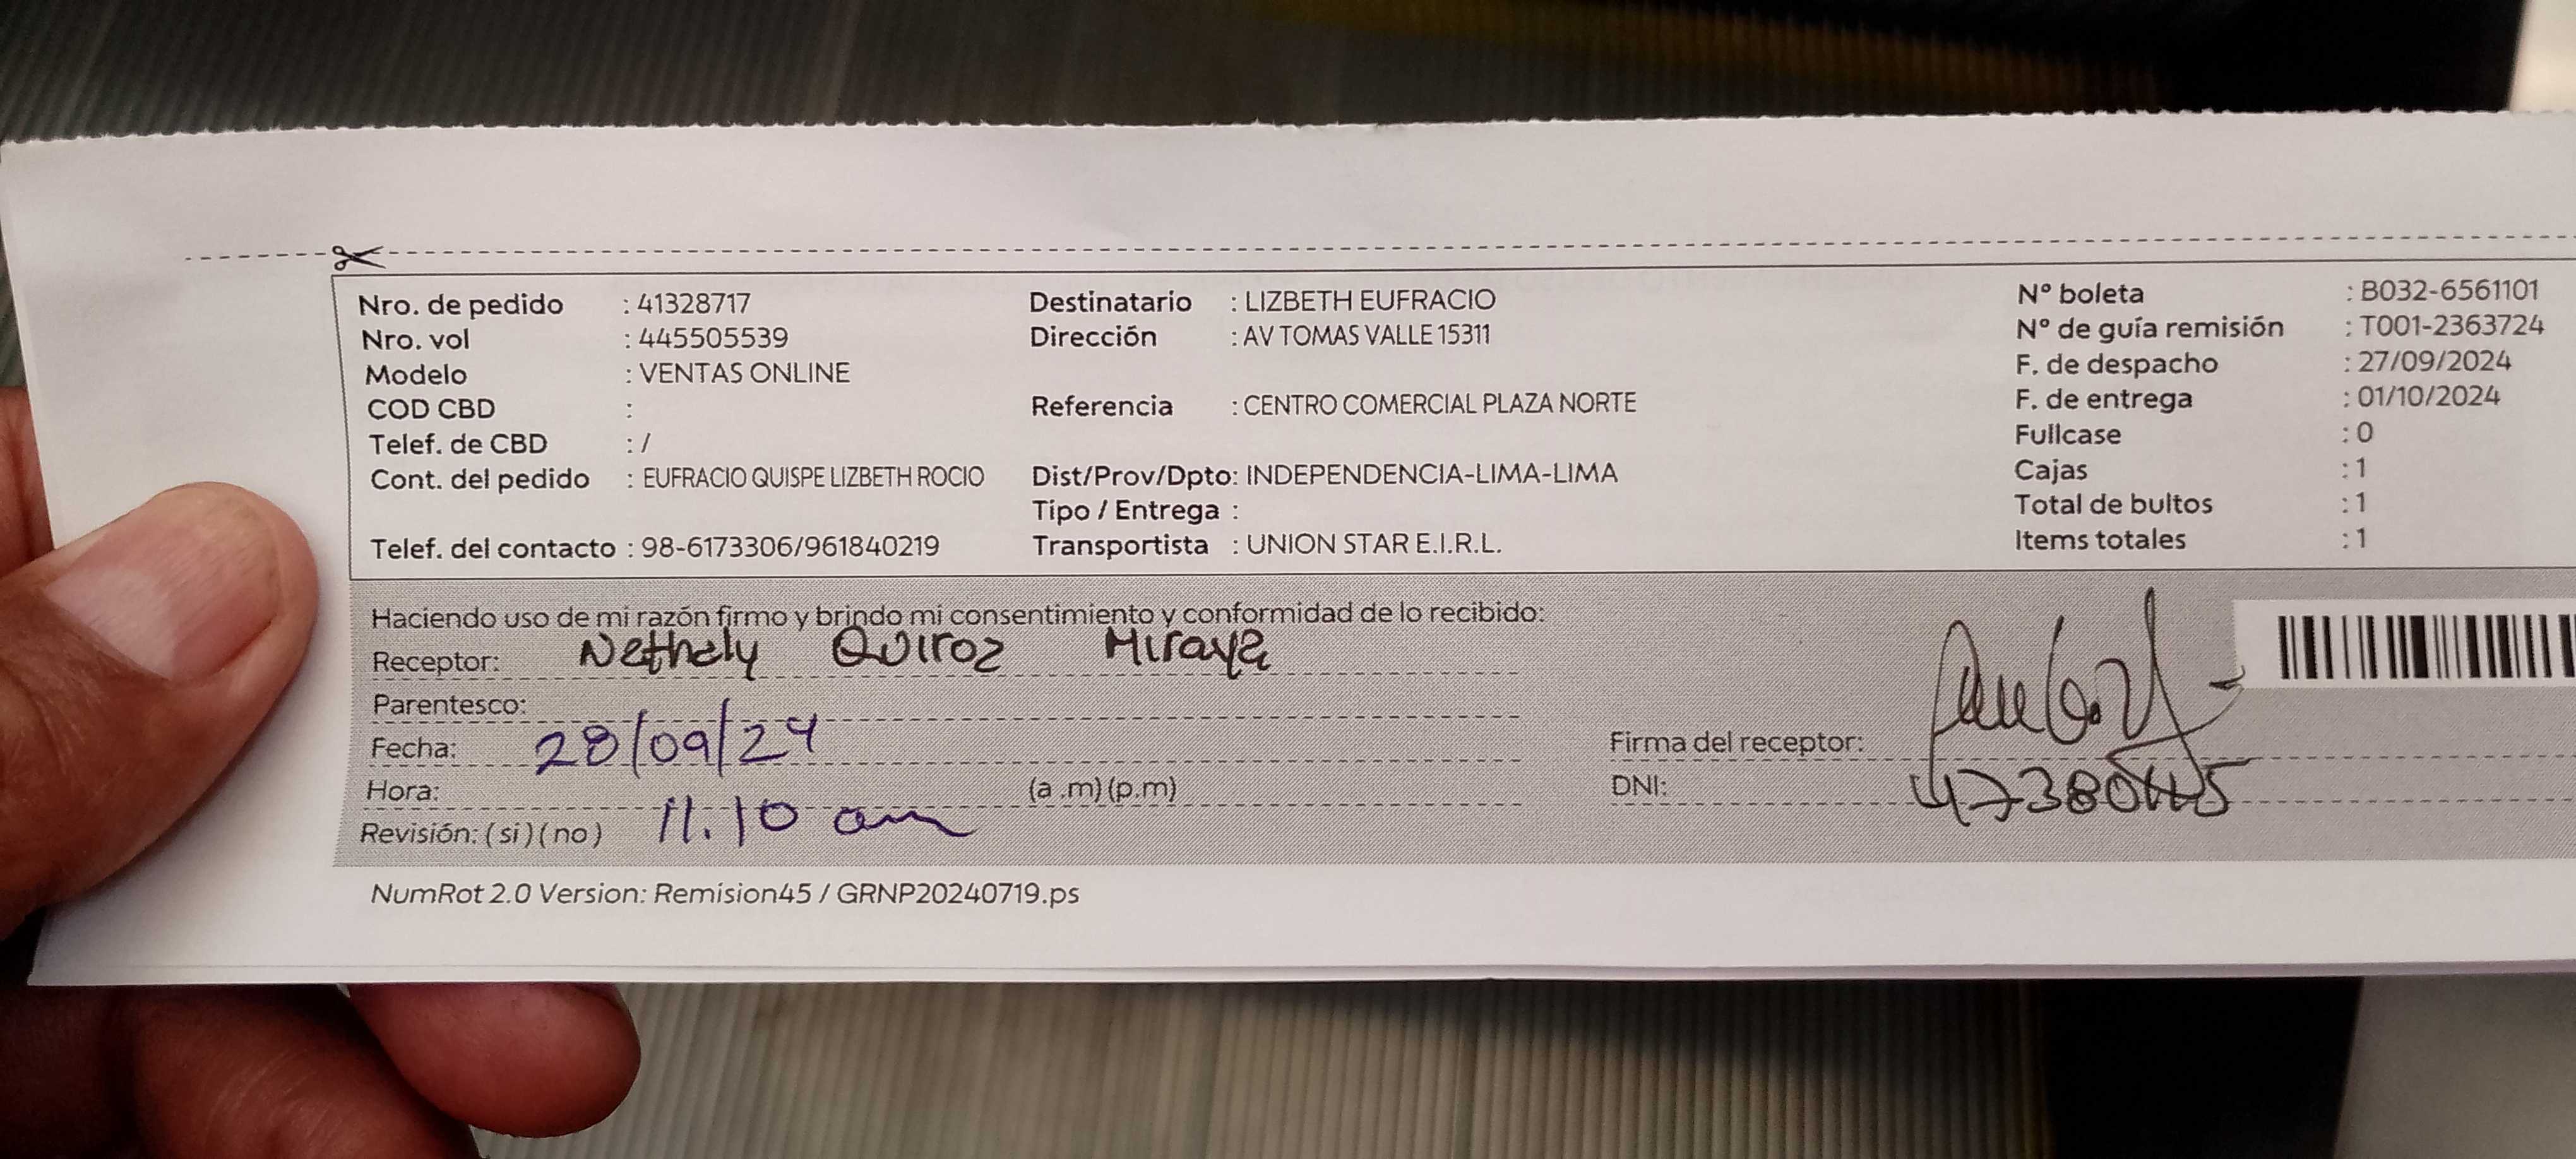 Nro. de pedido : 41328717 Destinatario : LIZBETH EUFRACIO Nº boleta : B032-6561101
Nro. vol : 445505539 Dirección : AV TOMAS VALLE 15311 Nº de guía remisión : T001-2363724
Modelo : VENTAS ONLINE F. de despacho : 27/09/2024
COD CBD : Referencia : CENTRO COMERCIAL PLAZA NORTE F. de entrega : 01/10/2024
Telef. de CBD : / Fullcase : 0
Cont. del pedido : EUFRACIO QUISPE LIZBETH ROCIO Dist/Prov/Dpto: INDEPENDENCIA-LIMA-LIMA Cajas : 1
Tipo / Entrega : Total de bultos : 1
Telef. del contacto : 98-6173306/961840219 Transportista : UNION STAR E.I.R.L. Items totales : 1
Haciendo uso de mi razón firmo y brindo mi consentimiento y conformidad de lo recibido:
Receptor: Nathaly Quiroz Miraya
Parentesco:
Fecha: 28/09/24 Firma del receptor:
Hora: 11.10 am (a .m) (p.m) DNI:
Revisión: ( si ) ( no )
NumRot 2.0 Version: Remision45 / GRNP20240719.ps